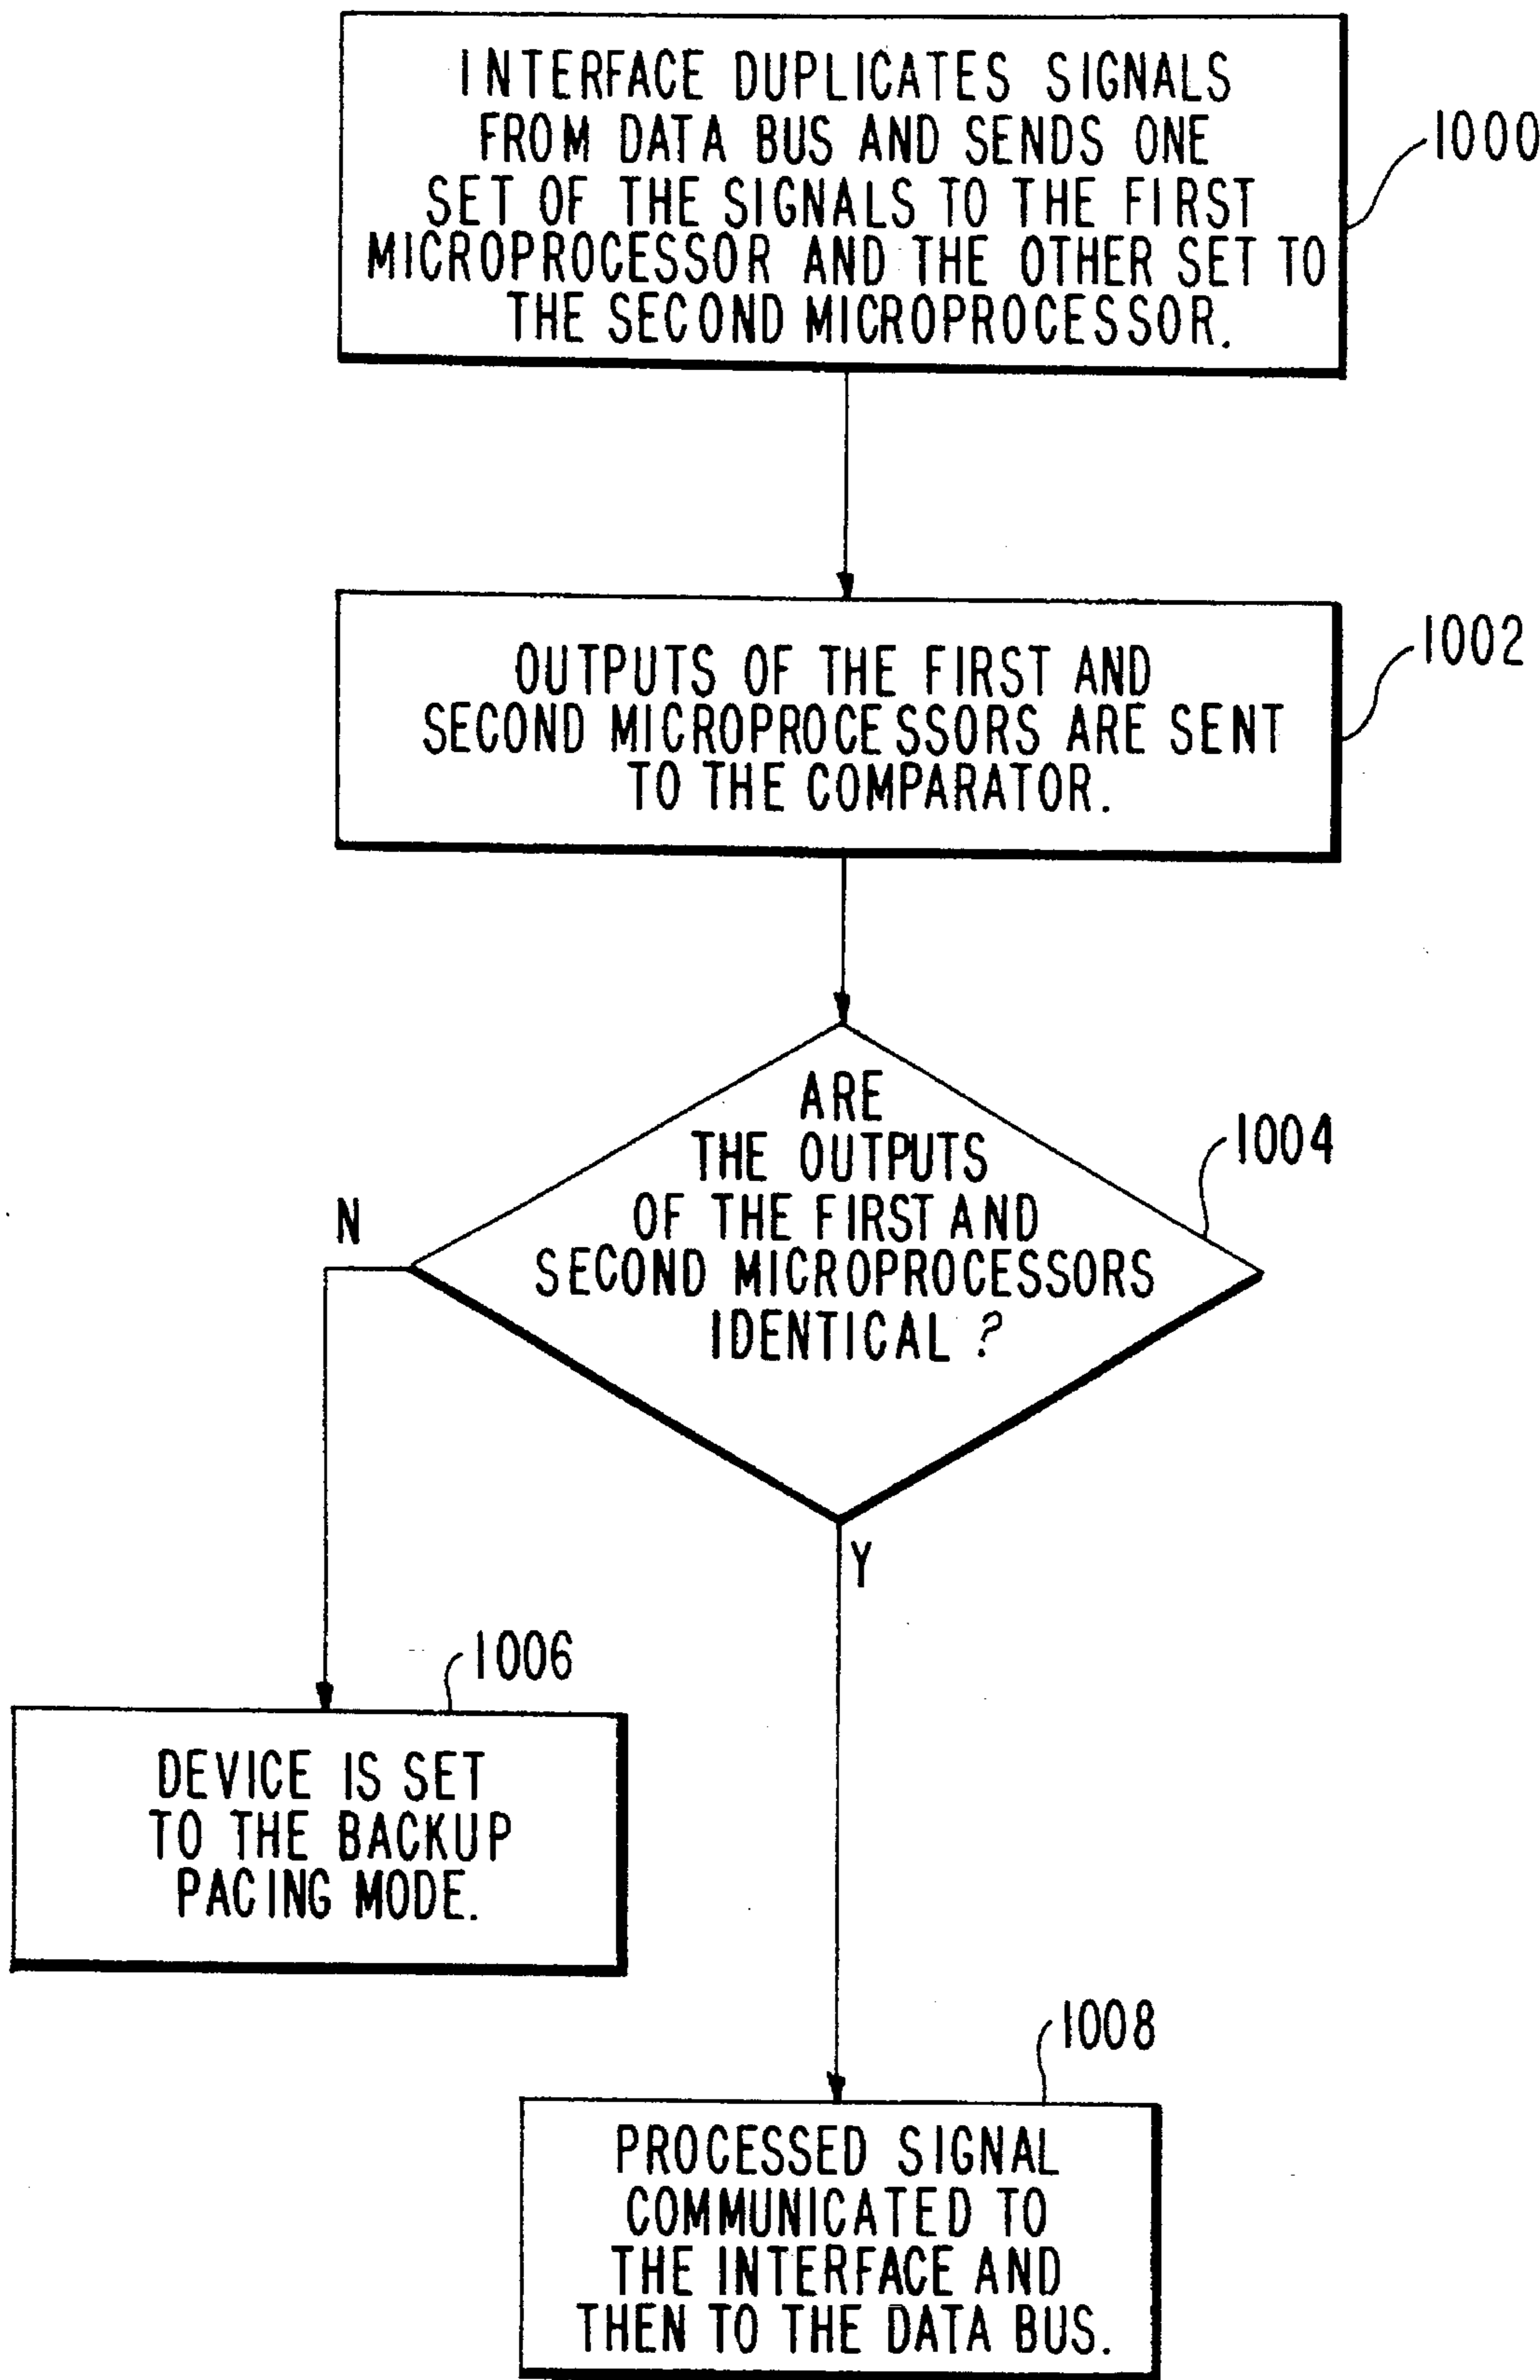 INTERFACE DUPLICATES SIGNALS
FROM DATA BUS AND SENDS ONE
SET OF THE SIGNALS TO THE FIRST
MICROPROCESSOR AND THE OTHER SET TO
THE SECOND MICROPROCESSOR.
1000
OUTPUTS OF THE FIRST AND
SECOND MICROPROCESSORS ARE SENT
TO THE COMPARATOR.
1002
ARE
THE OUTPUTS
OF THE FIRST AND
SECOND MICROPROCESSORS
IDENTICAL ?
1004
N
Y
1006
DEVICE IS SET
TO THE BACKUP
PACING MODE.
1008
PROCESSED SIGNAL
COMMUNICATED TO
THE INTERFACE AND
THEN TO THE DATA BUS.